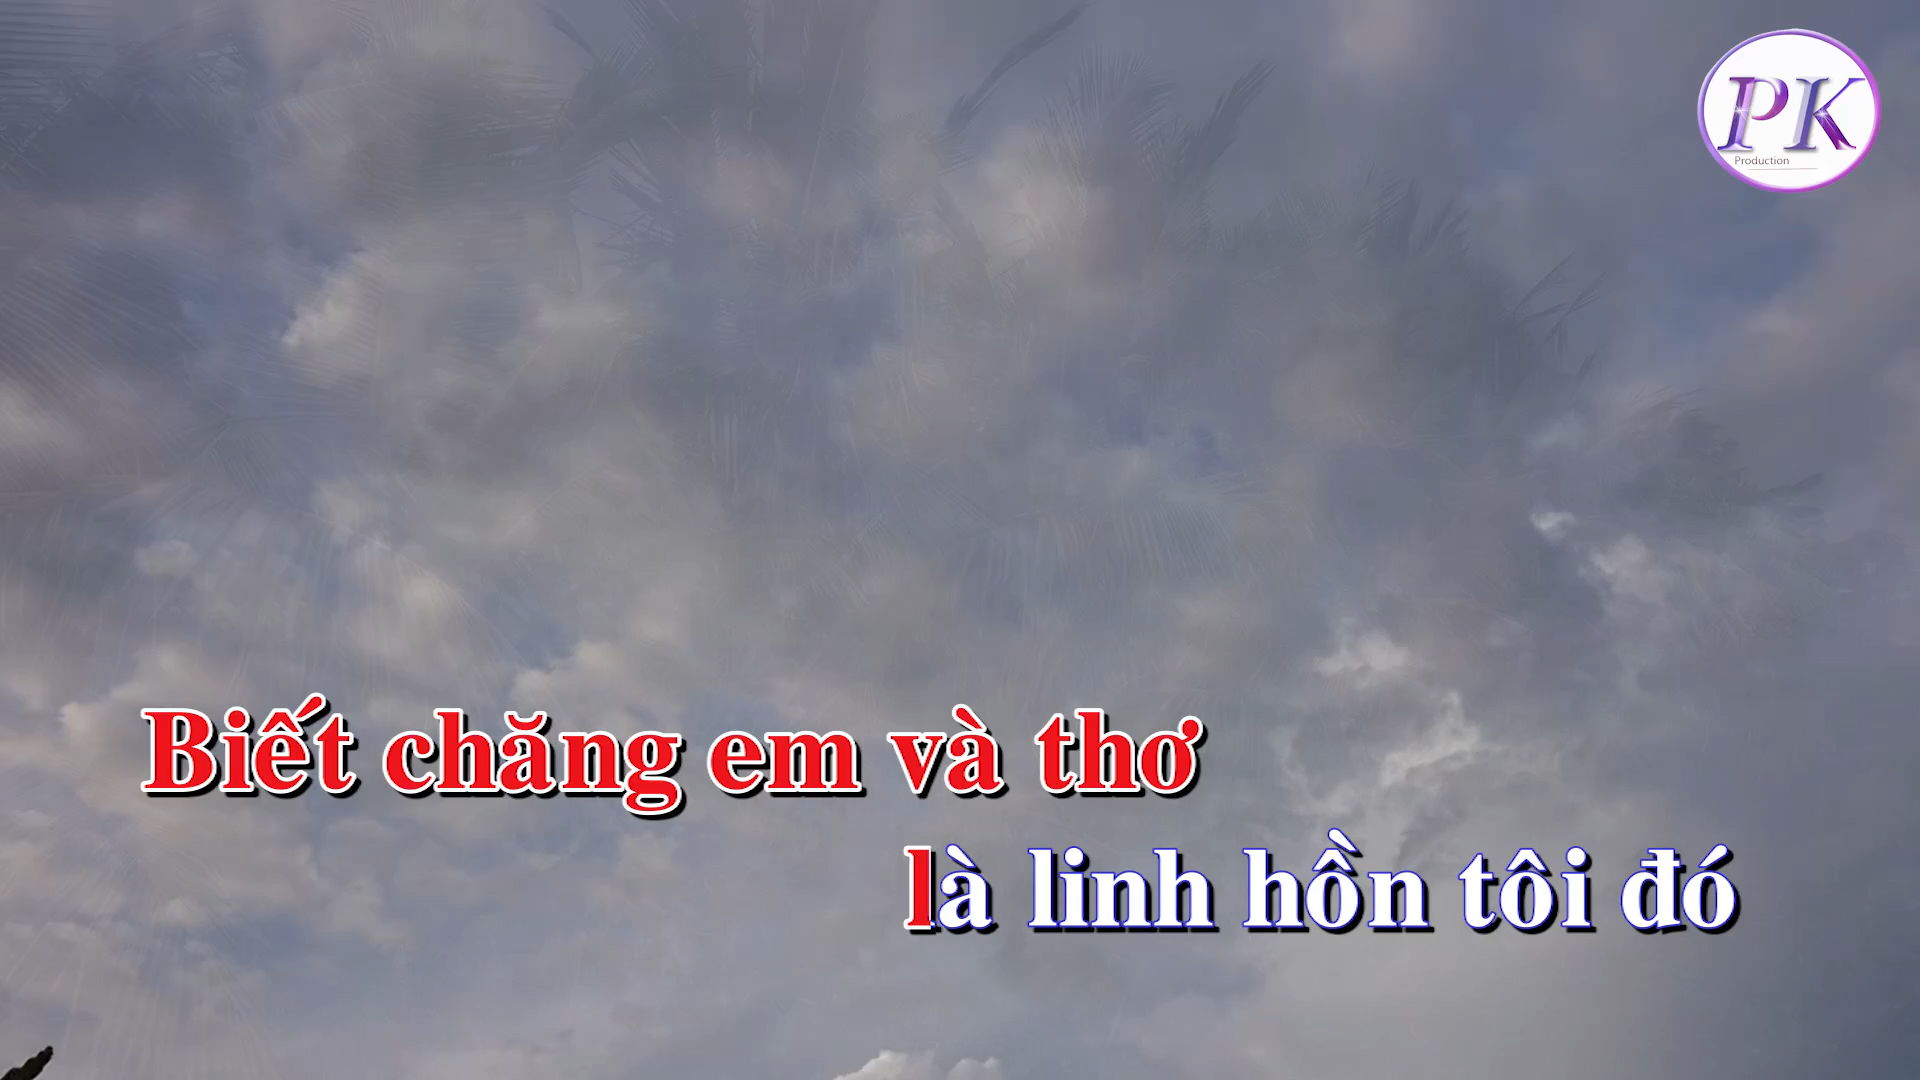 PK
Production
Biết chăng em và thơ
là linh hồn tôi đó